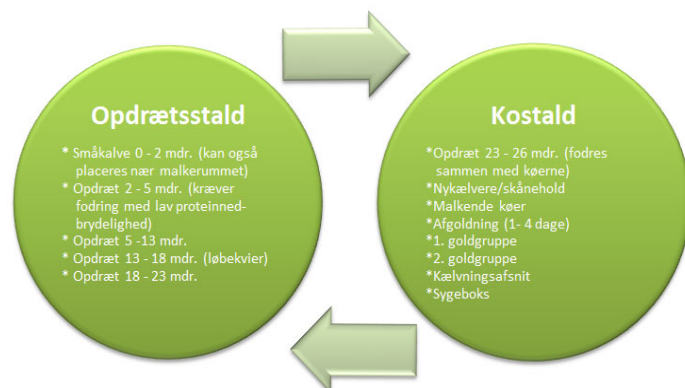 Opdrætsstald
* Småkalve 0 - 2 mdr. (kan også
placeres nær malkerummet)
* Opdræt 2 - 5 mdr. (kræver
fodring med lav proteinned-
brydelighed)
* Opdræt 5 -13 mdr.
* Opdræt 13 - 18 mdr. (løbekvier)
* Opdræt 18 - 23 mdr.
Kostald
*Opdræt 23 - 26 mdr. (fodres
sammen med køerne)
*Nykælvere/skånehold
*Malkende køer
*Afgoldning (1- 4 dage)
*1. goldgruppe
*2. goldgruppe
*Kælvningsafsnit
*Sygeboks